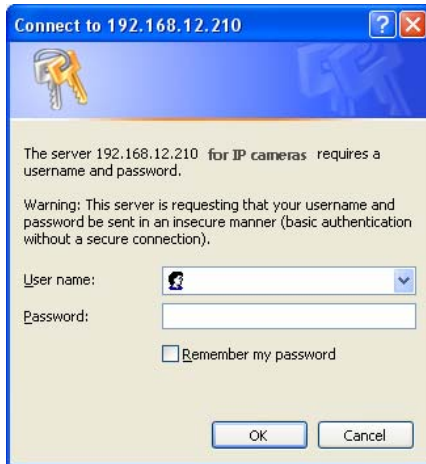 Connect to 192.168.12.210
The server 192.168.12.210 for IP cameras requires a
username and password.
Warning: This server is requesting that your username and
password be sent in an insecure manner (basic authentication
without a secure connection).
User name:
Password:
Remember my password
OK
Cancel